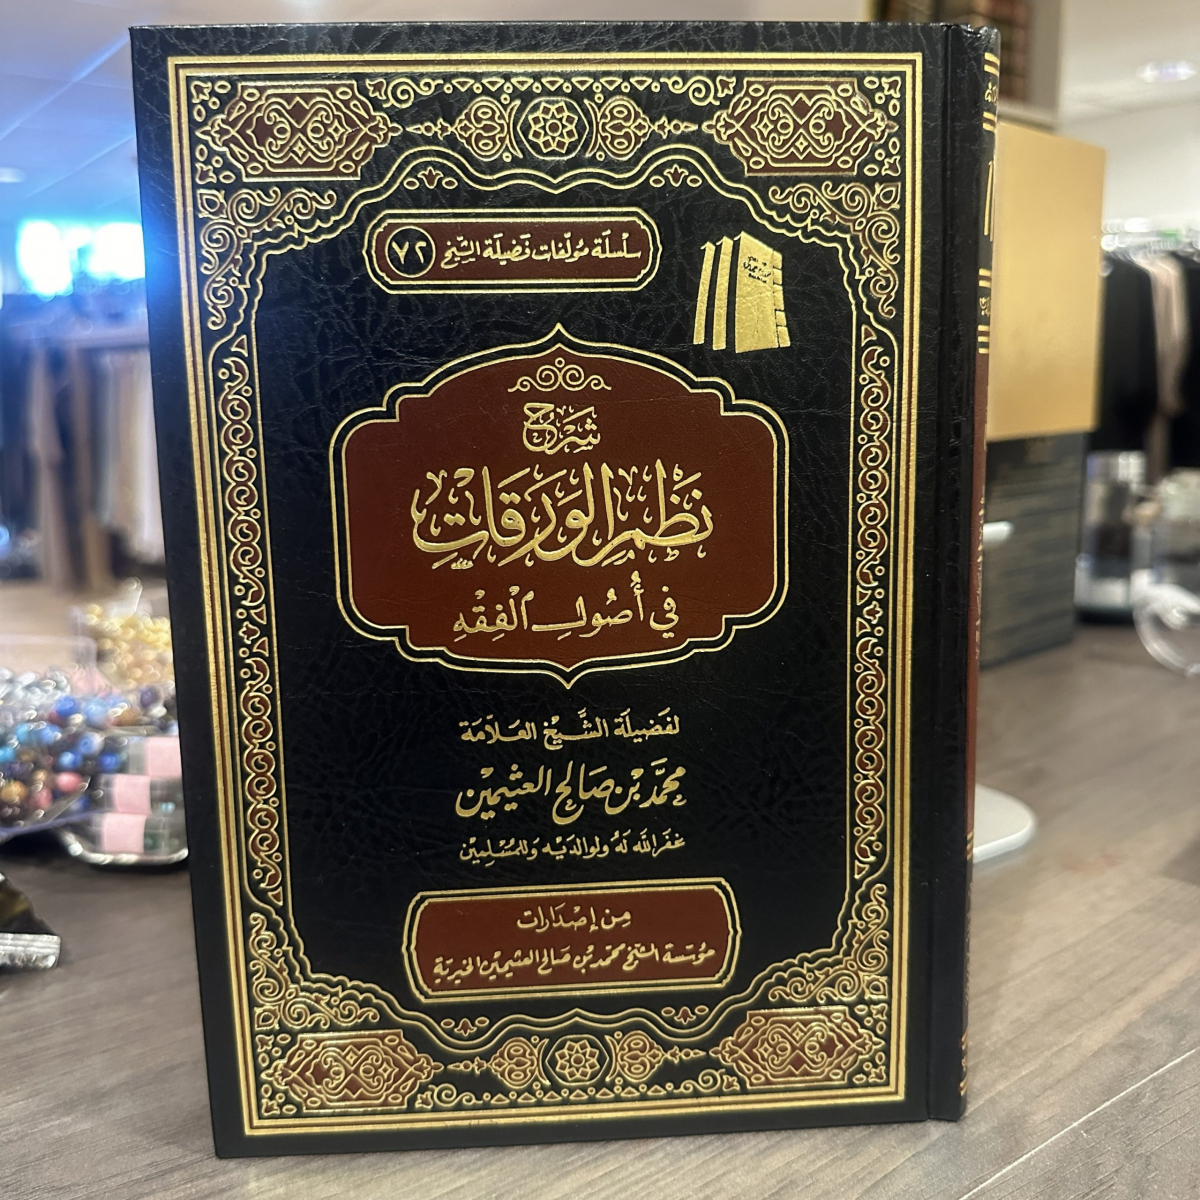 سلسلة مؤلفات فضيلة الشيخ ٧٢
شرح
نظم الورقات
في أصول الفقه
لفضيلة الشيخ العلامة
محمد بن صالح العثيمين
غفر الله له ولوالديه وللمسلمين
من إصدارات
مؤسسة الشيخ محمد بن صالح العثيمين الخيرية